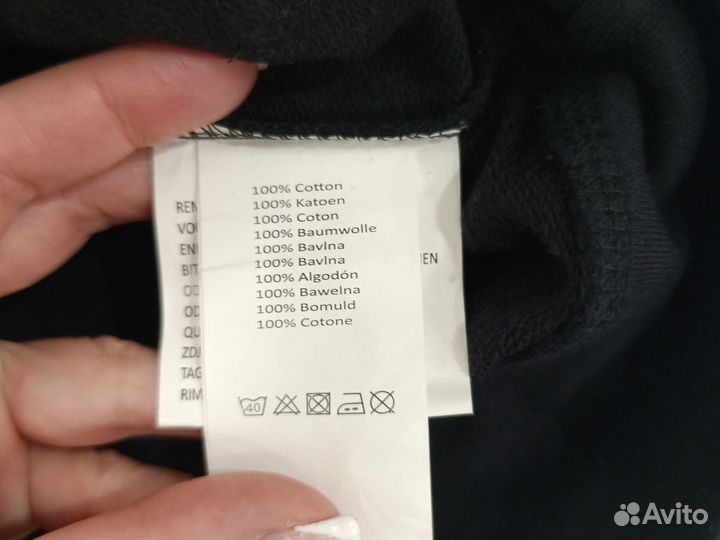 100% Cotton
100% Katoen
100% Coton
100% Baumwolle
100% Bavlna
100% Bavlna
100% Algodón
100% Bawelna
100% Bomuld
100% Cotone
40
Avito